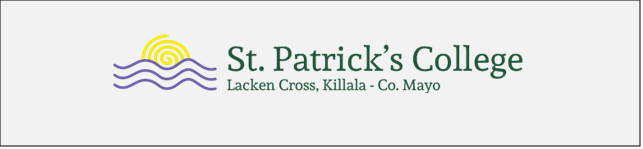 St. Patrick’s College
Lacken Cross, Killala - Co. Mayo